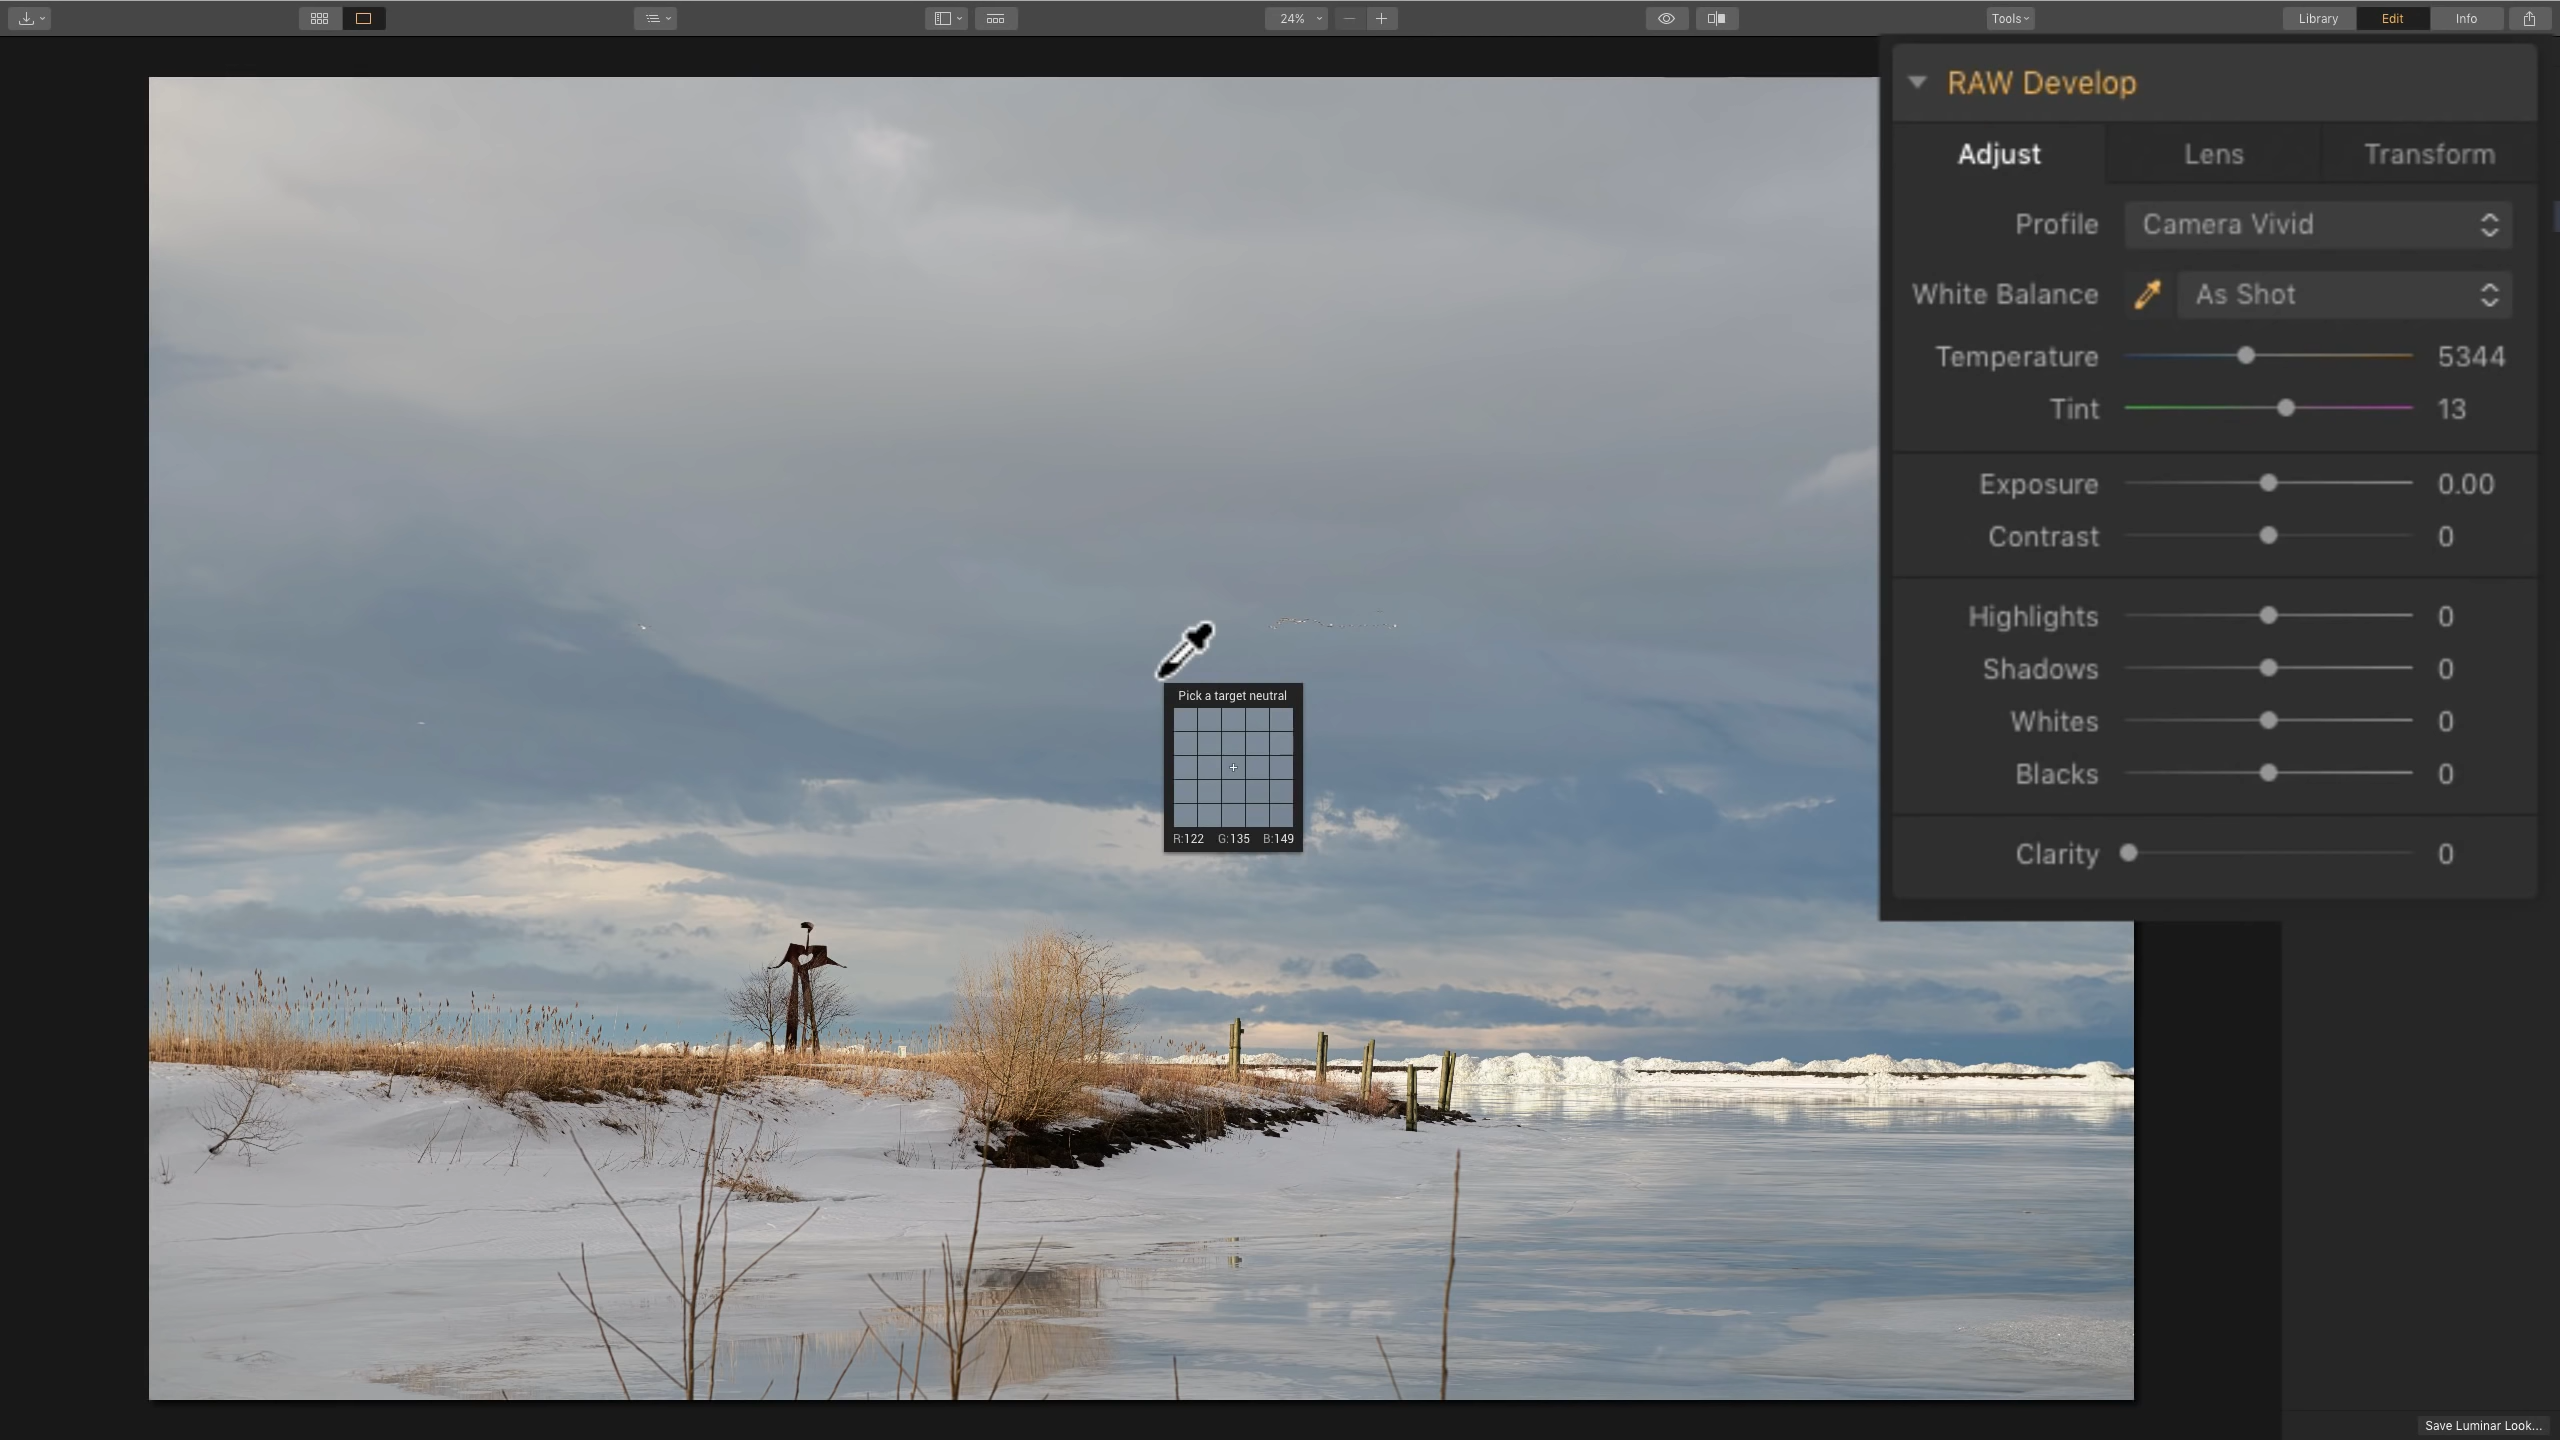 24%
Tools
Library
Edit
Info
RAW Develop
Adjust
Lens
Transform
Profile
Camera Vivid
White Balance
As Shot
Temperature
5344
Tint
13
Exposure
0.00
Contrast
0
Highlights
0
Shadows
0
Whites
0
Blacks
0
Clarity
0
Pick a target neutral
R:122 G:135 B:149
Save Luminar Look...